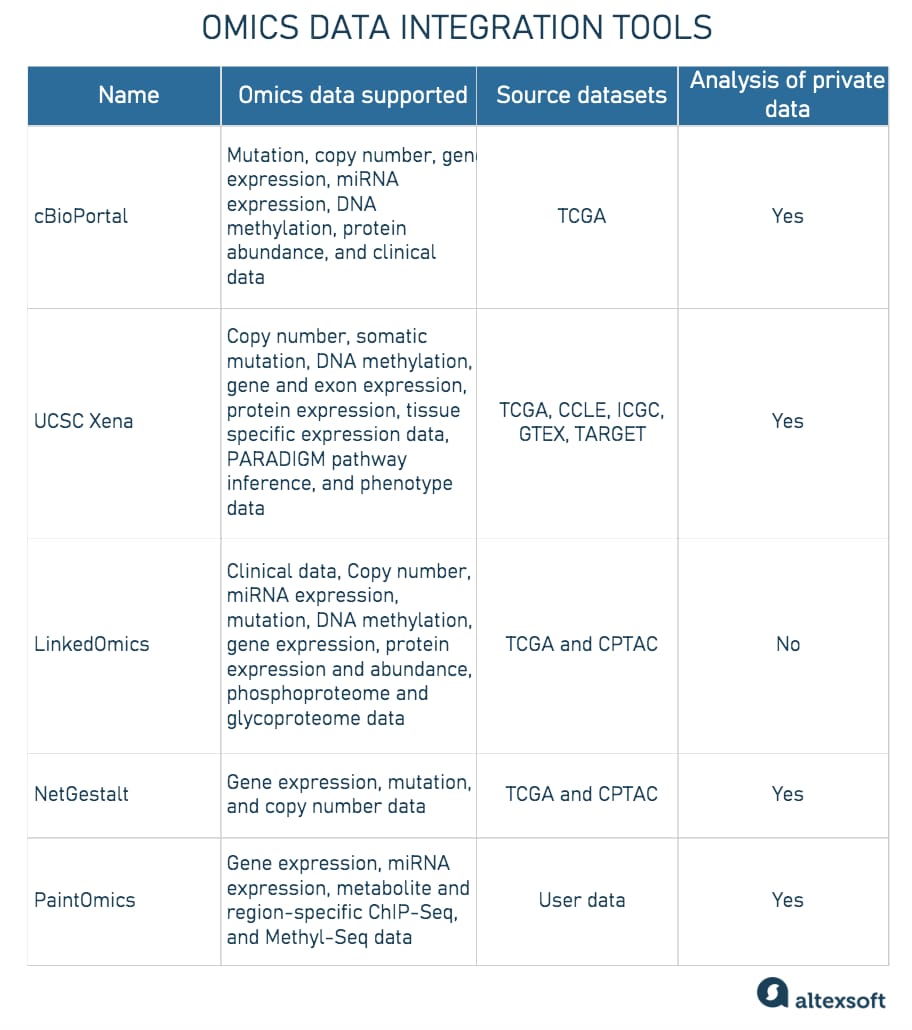 OMICS DATA INTEGRATION TOOLS
Name
Omics data supported
Source datasets
Analysis of private
data
cBioPortal
Mutation, copy number, gen
expression, miRNA
expression, DNA
methylation, protein
abundance, and clinical
data
TCGA
Yes
UCSC Xena
Copy number, somatic
mutation, DNA methylation,
gene and exon expression,
protein expression, tissue
specific expression data,
PARADIGM pathway
inference, and phenotype
data
TCGA, CCLE, ICGC,
GTEX, TARGET
Yes
LinkedOmics
Clinical data, Copy number,
miRNA expression,
mutation, DNA methylation,
gene expression, protein
expression and abundance,
phosphoproteome and
glycoproteome data
TCGA and CPTAC
No
NetGestalt
Gene expression, mutation,
and copy number data
TCGA and CPTAC
Yes
PaintOmics
Gene expression, miRNA
expression, metabolite and
region-specific ChIP-Seq,
and Methyl-Seq data
User data
Yes
altexsoft